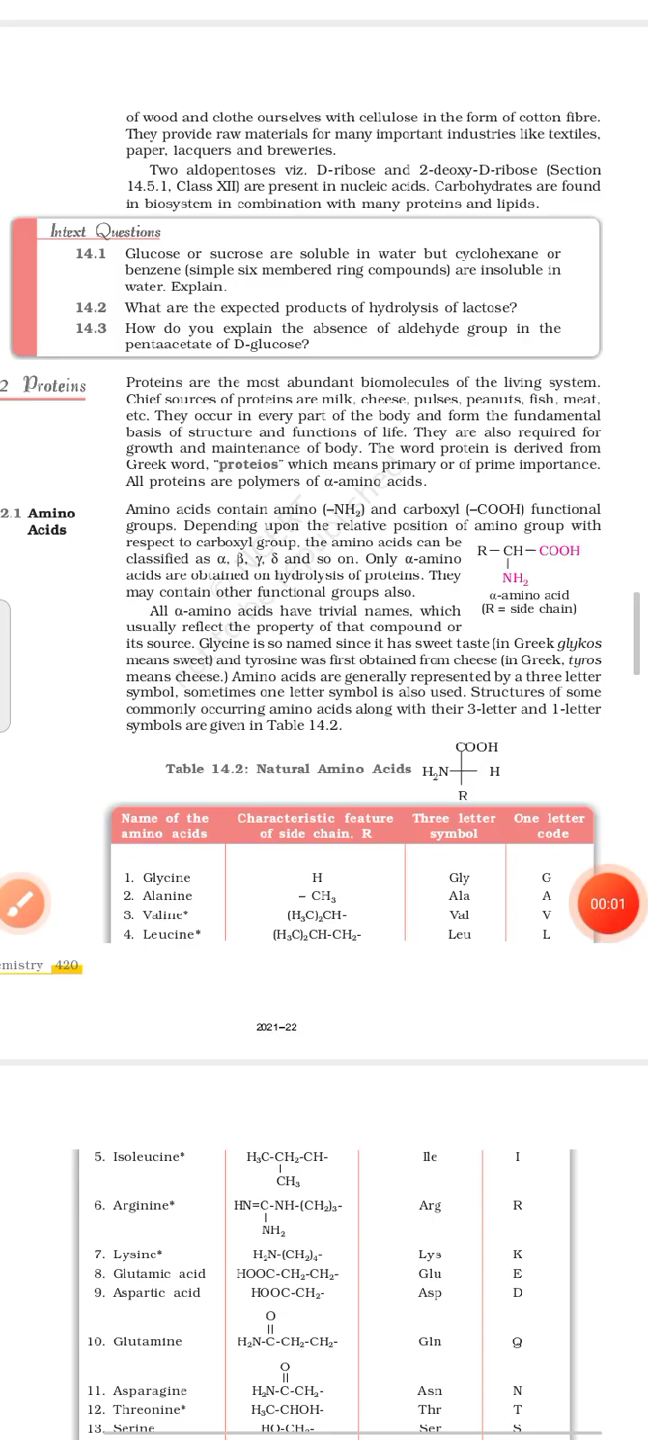 of wood and clothe ourselves with cellulose in the form of cotton fibre.
They provide raw materials for many important industries like textiles,
paper, lacquers and breweries.
Two aldopentoses viz. D-ribose and 2-deoxy-D-ribose (Section
14.5.1, Class XII) are present in nucleic acids. Carbohydrates are found
in biosystem in combination with many proteins and lipids.
Intext Questions
14.1 Glucose or sucrose are soluble in water but cyclohexane or
benzene (simple six membered ring compounds) are insoluble in
water. Explain.
14.2 What are the expected products of hydrolysis of lactose?
14.3 How do you explain the absence of aldehyde group in the
pentaacetate of D-glucose?
2 Proteins
Proteins are the most abundant biomolecules of the living system.
Chief sources of proteins are milk, cheese, pulses, peanuts, fish, meat,
etc. They occur in every part of the body and form the fundamental
basis of structure and functions of life. They are also required for
growth and maintenance of body. The word protein is derived from
Greek word, “proteios” which means primary or of prime importance.
All proteins are polymers of α-amino acids.
2.1 Amino
Acids
Amino acids contain amino (–NH₂) and carboxyl (–COOH) functional
groups. Depending upon the relative position of amino group with
respect to carboxyl group, the amino acids can be
classified as α, β, γ, δ and so on. Only α-amino
acids are obtained on hydrolysis of proteins. They
may contain other functional groups also.
R–CH–COOH
NH₂
α-amino acid
(R = side chain)
All α-amino acids have trivial names, which
usually reflect the property of that compound or
its source. Glycine is so named since it has sweet taste (in Greek glykos
means sweet) and tyrosine was first obtained from cheese (in Greek, tyros
means cheese.) Amino acids are generally represented by a three letter
symbol, sometimes one letter symbol is also used. Structures of some
commonly occurring amino acids along with their 3-letter and 1-letter
symbols are given in Table 14.2.
COOH
Table 14.2: Natural Amino Acids H₂N H
R
Name of the amino acids Characteristic feature of side chain, R Three letter symbol One letter code
1. Glycine H Gly G
2. Alanine – CH₃ Ala A
00:01
3. Valine* (H₃C)₂CH- Val V
4. Leucine* (H₃C)₂CH-CH₂- Leu L
emistry 420
2021–22
5. Isoleucine* H₃C-CH₂-CH- Ile I
CH₃
6. Arginine* HN=C-NH-(CH₂)₃- Arg R
NH₂
7. Lysine* H₂N-(CH₂)₄- Lys K
8. Glutamic acid HOOC-CH₂-CH₂- Glu E
9. Aspartic acid HOOC-CH₂- Asp D
O
10. Glutamine H₂N-C-CH₂-CH₂- Gln Q
O
11. Asparagine H₂N-C-CH₂- Asn N
12. Threonine* H₃C-CHOH- Thr T
13. Serine HO-CH₂- Ser S